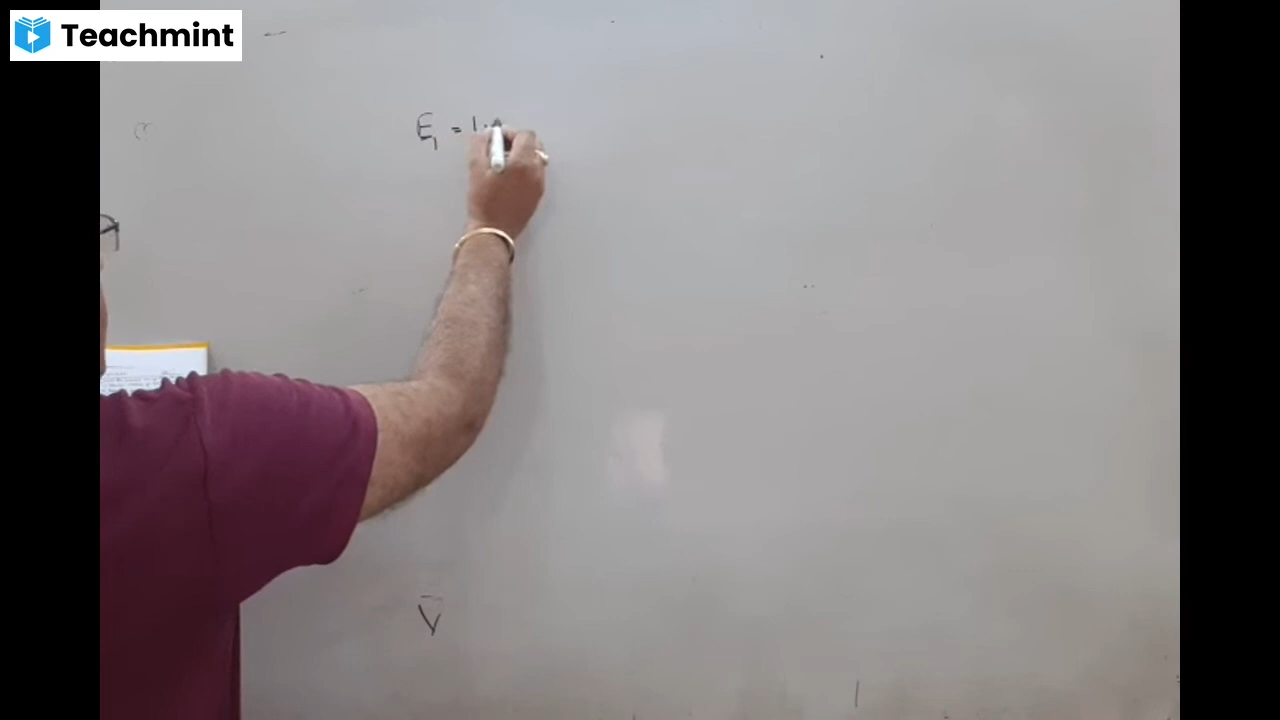 Teachmint
E₁ = 1.
V